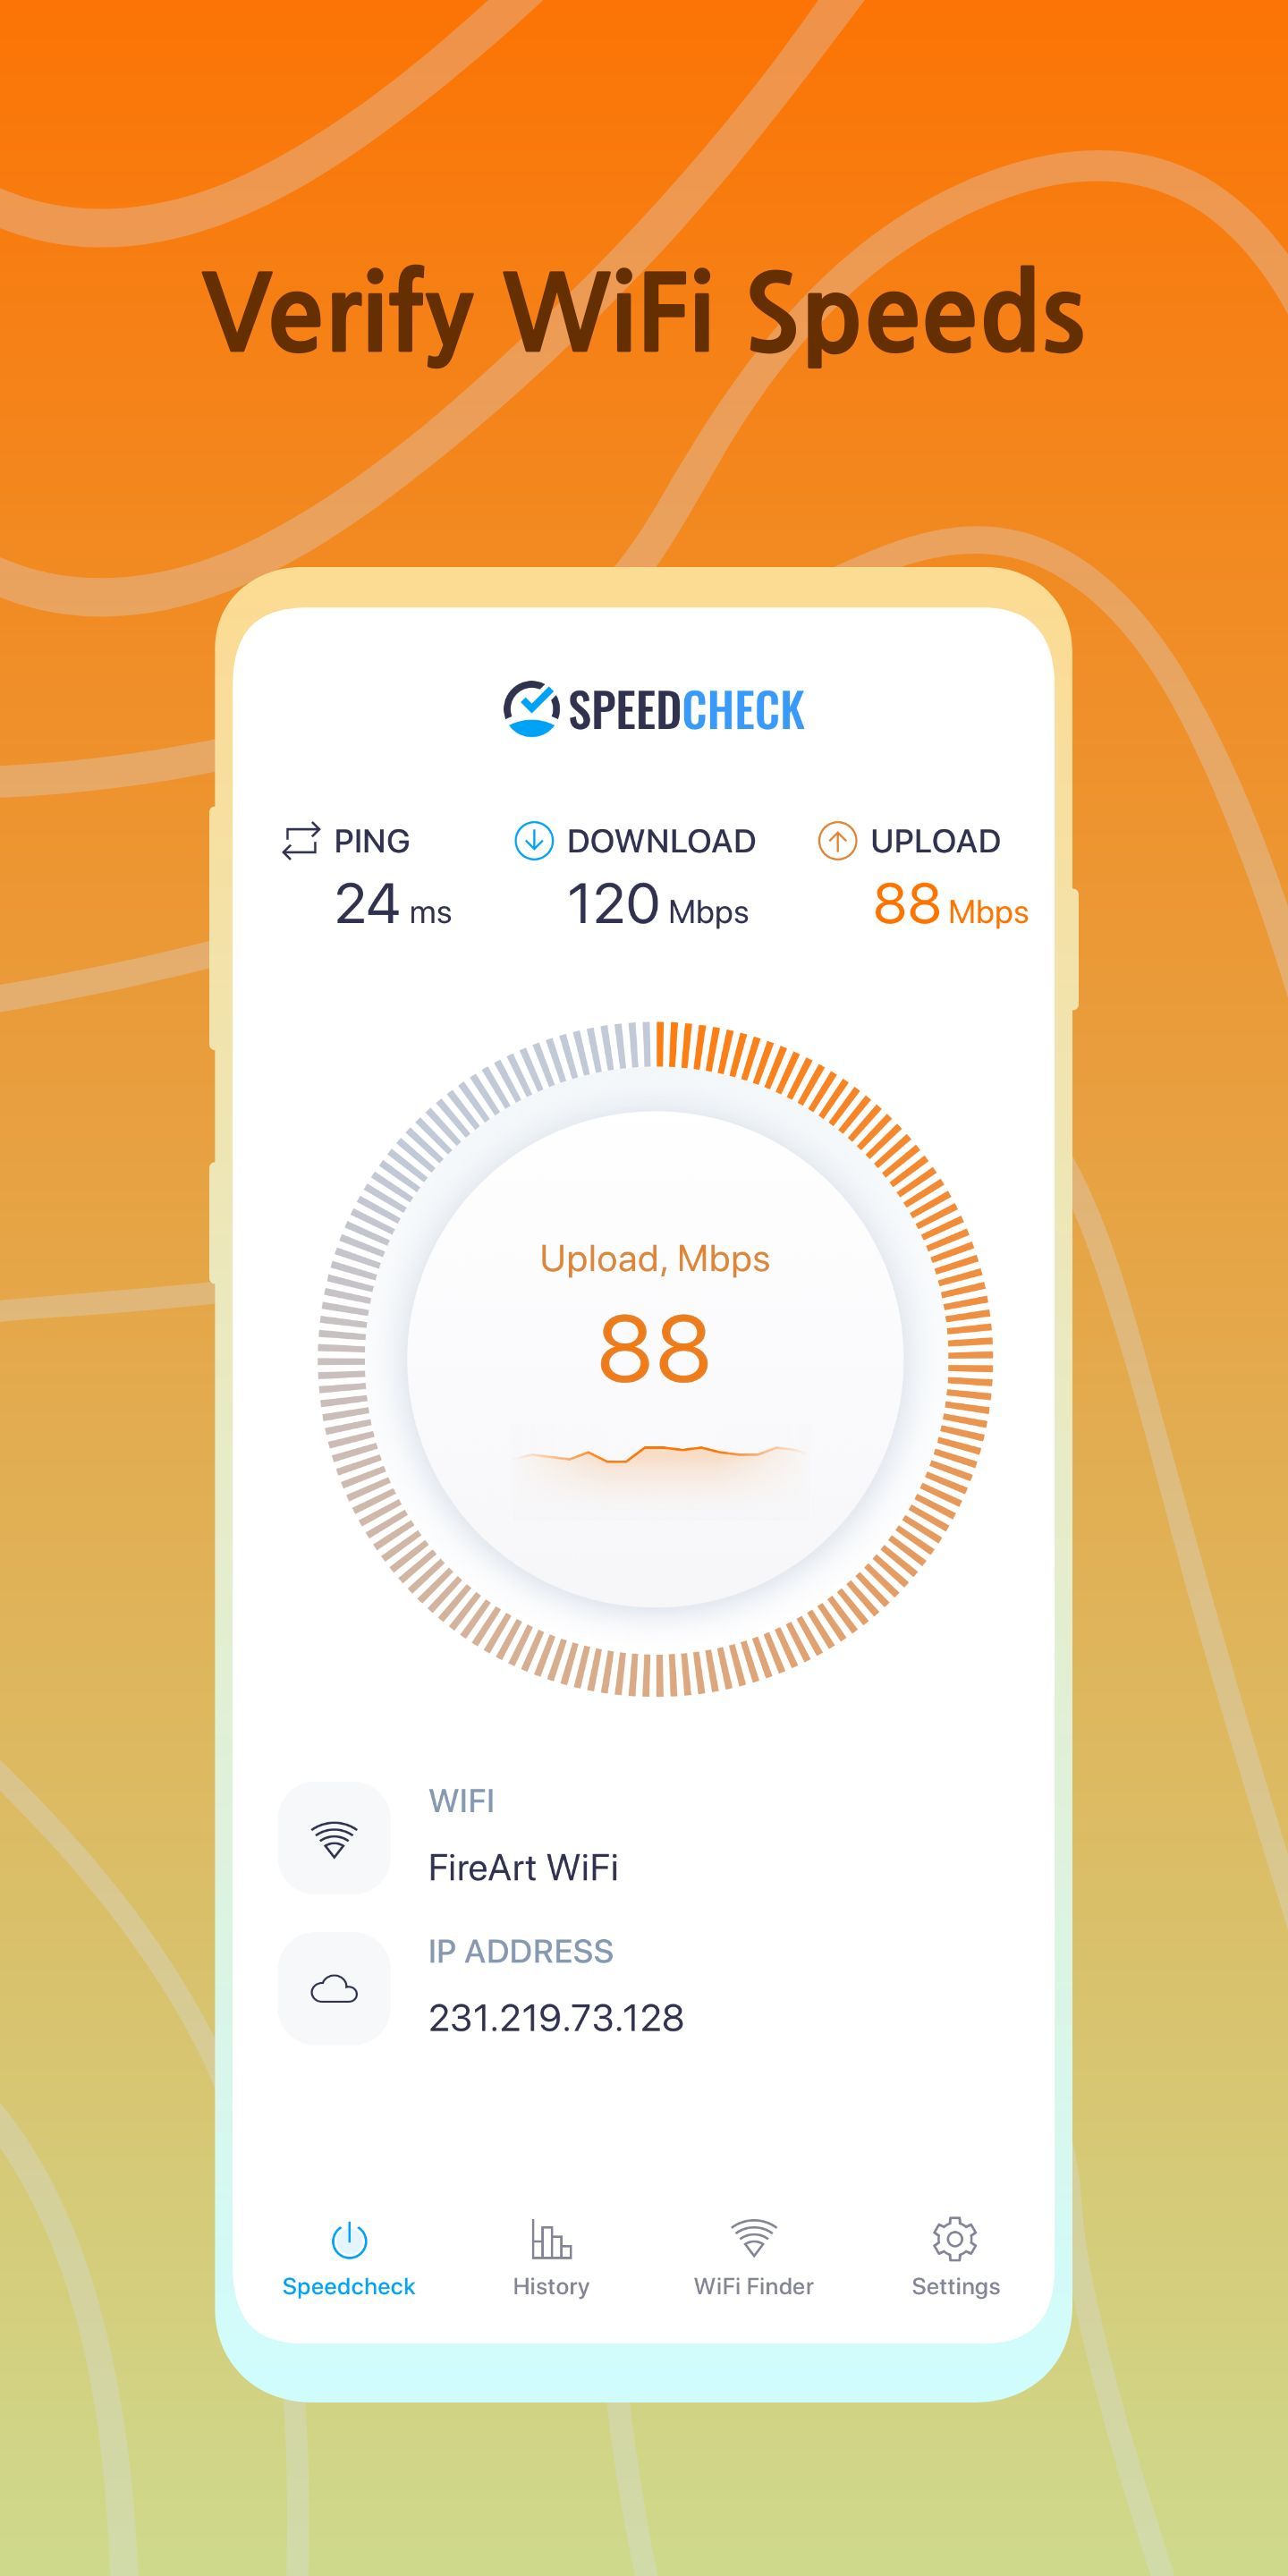 Verify WiFi Speeds
SPEEDCHECK
PING DOWNLOAD UPLOAD
24 ms 120 Mbps 88 Mbps
Upload, Mbps
88
WIFI
FireArt WiFi
IP ADDRESS
231.219.73.128
Speedcheck History WiFi Finder Settings